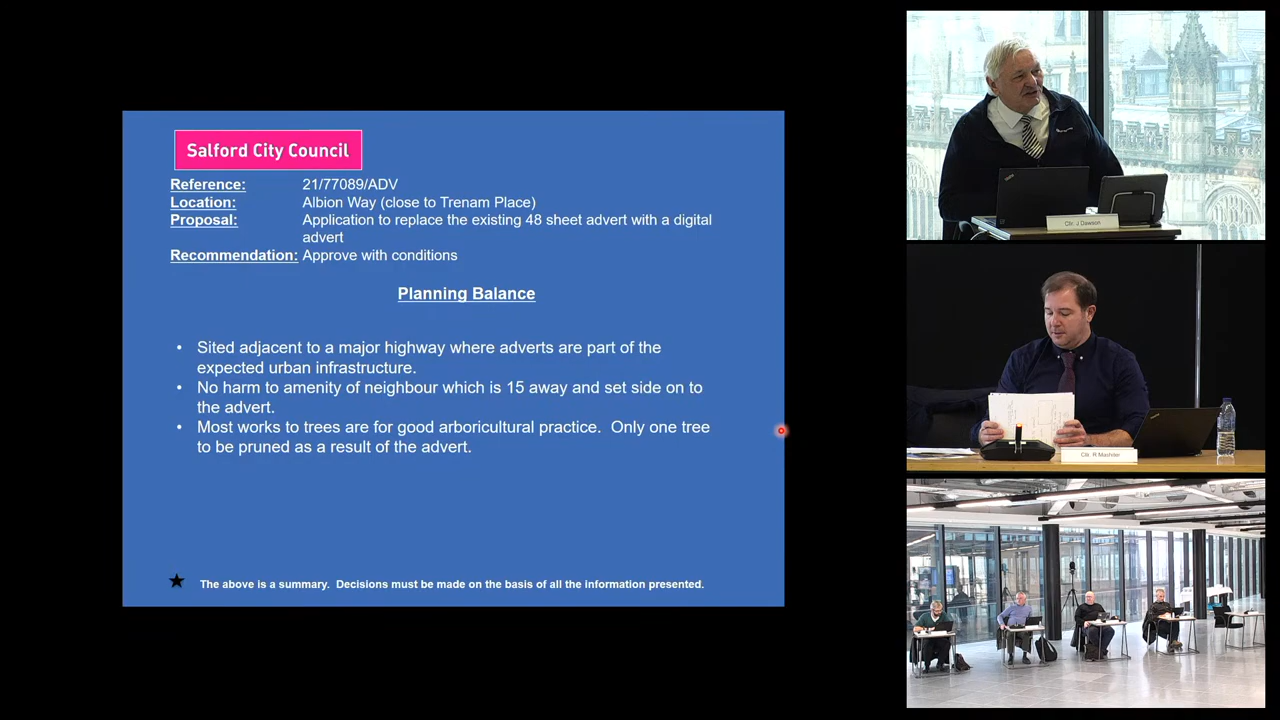 Salford City Council
Reference: 21/77089/ADV
Location: Albion Way (close to Trenam Place)
Proposal: Application to replace the existing 48 sheet advert with a digital
advert
Recommendation: Approve with conditions
Planning Balance
• Sited adjacent to a major highway where adverts are part of the
expected urban infrastructure.
• No harm to amenity of neighbour which is 15 away and set side on to
the advert.
• Most works to trees are for good arboricultural practice. Only one tree
to be pruned as a result of the advert.
★ The above is a summary. Decisions must be made on the basis of all the information presented.
Cllr. J Dawson
Cllr. R Mashiter